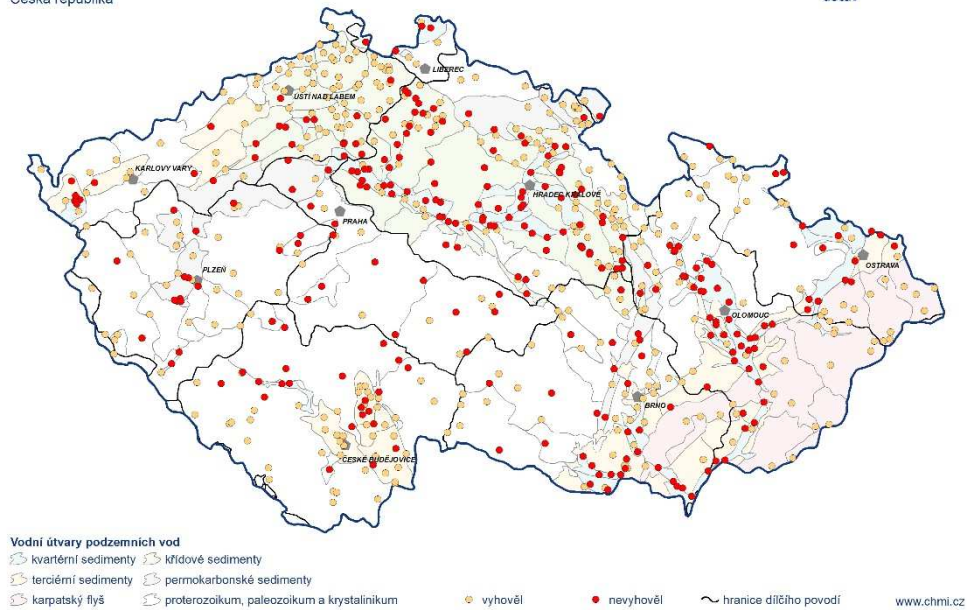 Česká republika
LIBEREC
ÚSTÍ NAD LABEM
KARLOVY VARY
HRADEC KRÁLOVÉ
PRAHA
PLZEŇ
OSTRAVA
OLOMOUC
BRNO
ČESKÉ BUDĚJOVICE
Vodní útvary podzemních vod
kvartérní sedimenty křídové sedimenty
terciérní sedimenty permokarbonské sedimenty
karpatský flyš proterozoikum, paleozoikum a krystalinikum vyhověl nevyhověl hranice dílčího povodí www.chmi.cz